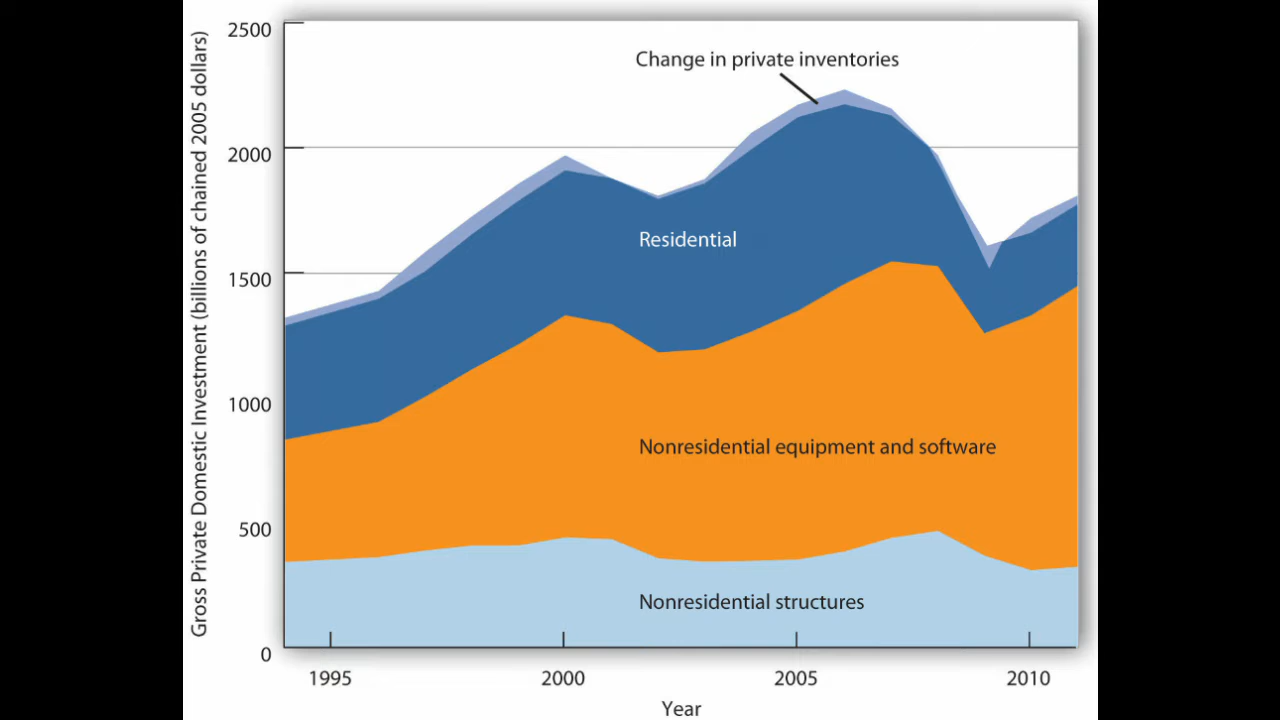 Gross Private Domestic Investment (billions of chained 2005 dollars)
2500
2000
1500
1000
500
0
Change in private inventories
Residential
Nonresidential equipment and software
Nonresidential structures
1995
2000
2005
2010
Year